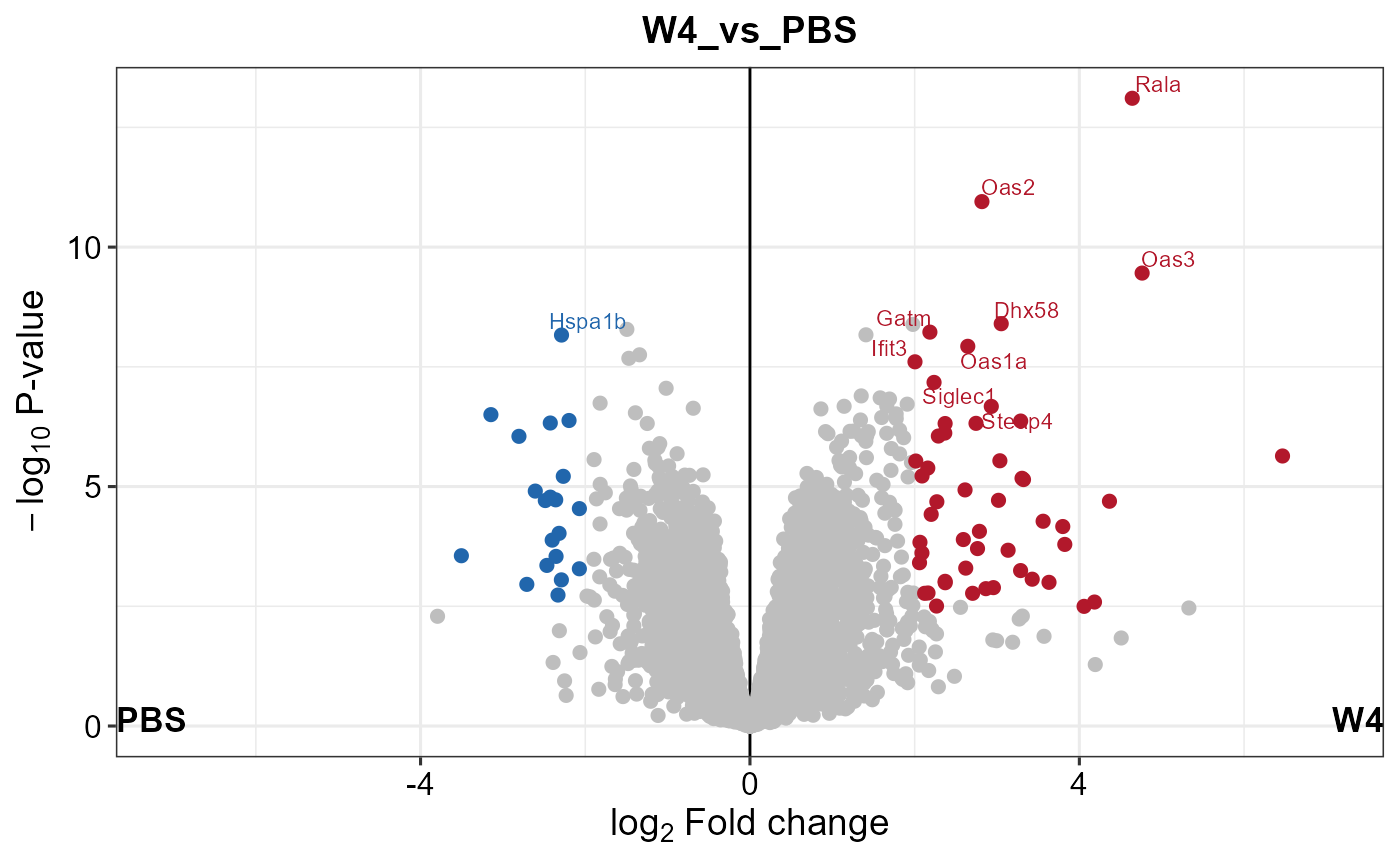 W4_vs_PBS
Rala
Oas2
Oas3
Dhx58
Gatm
Hspa1b
Ifit3
Oas1a
Siglec1
Steap4
10
5
0
– log10 P-value
PBS
W4
-4
0
4
log2 Fold change